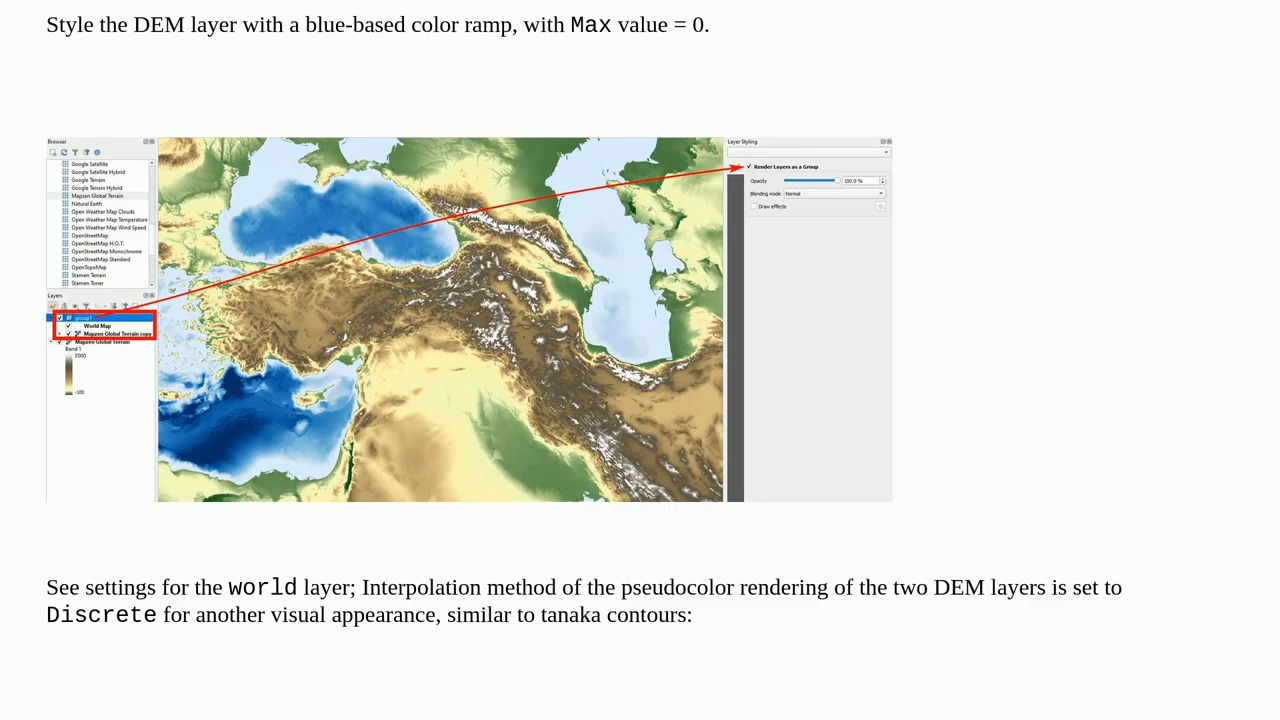 Style the DEM layer with a blue-based color ramp, with Max value = 0.
Browser
Google Satellite
Google Satellite Hybrid
Google Terrain
Google Terrain Hybrid
Mapzen Global Terrain
Natural Earth
Open Weather Map Clouds
Open Weather Map Temperature
Open Weather Map Wind Speed
OpenStreetMap
OpenStreetMap H.O.T.
OpenStreetMap Monochrome
OpenStreetMap Standard
OpenTopoMap
Stamen Terrain
Stamen Toner
Layers
group1
World Map
Mapzen Global Terrain copy
Mapzen Global Terrain
Band 1
3'000
-100
Layer Styling
Render Layers as a Group
Opacity 100.0 %
Blending mode Normal
Draw effects
See settings for the world layer; Interpolation method of the pseudocolor rendering of the two DEM layers is set to
Discrete for another visual appearance, similar to tanaka contours: